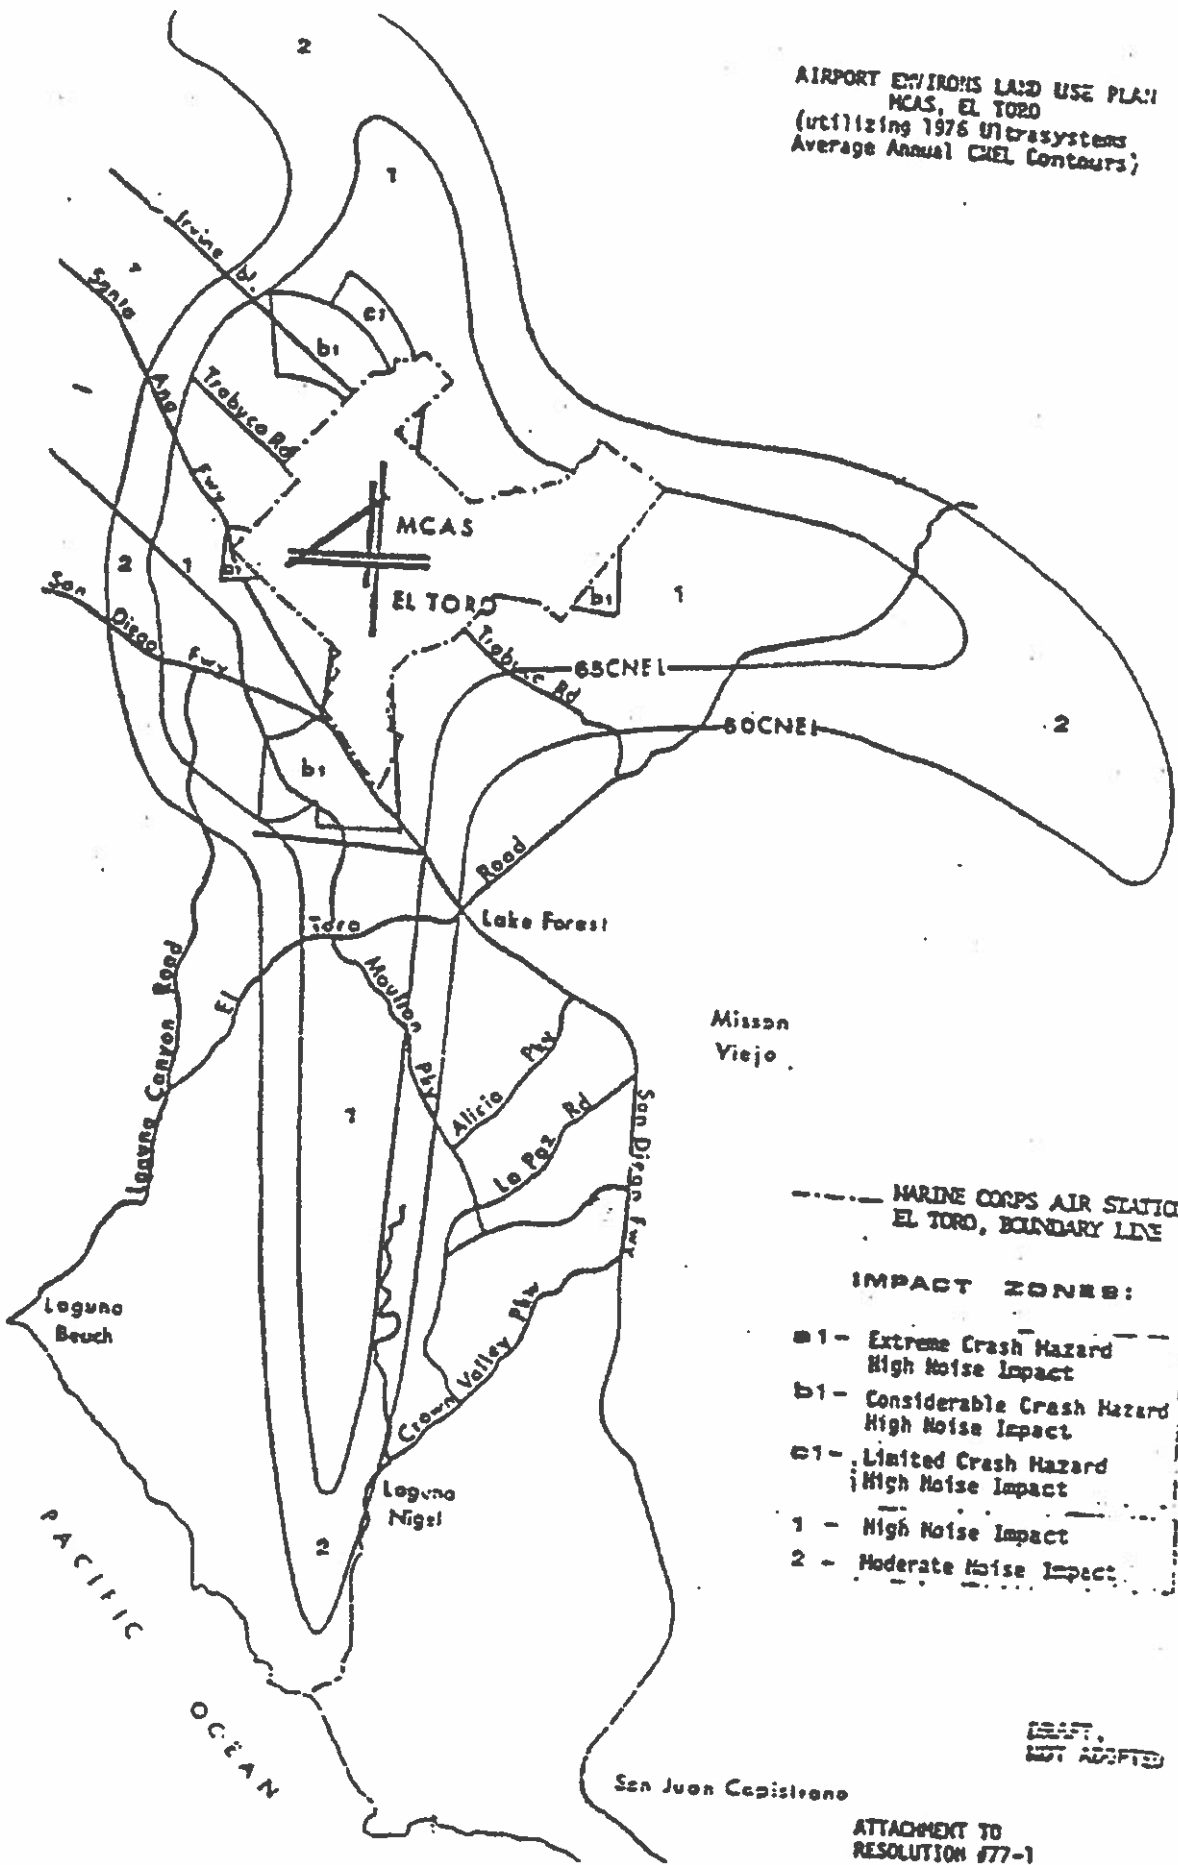 AIRPORT ENVIRONS LAND USE PLAN
MCAS, EL TORO
(utilizing 1976 Ultrasystems
Average Annual CNEL Contours)
2
1
Irvine bl.
Santa
Ana
Fwy
c1
b1
Trabuco Rd
MCAS
EL TORO
2
1
b1
1
San
Diego
Fwy
Trabuco Rd
65CNEL
60CNEL
2
b1
Road
Lake Forest
Toro
El
Moulton
Pky
Laguna Canyon Road
Misson
Viejo
Alicia Pky
La Paz Rd
San Diego Fwy
1
MARINE CORPS AIR STATIO
EL TORO, BOUNDARY LINE
IMPACT ZONES:
a1 - Extreme Crash Hazard
High Noise Impact
b1 - Considerable Crash Hazard
High Noise Impact
c1 - Limited Crash Hazard
High Noise Impact
1 - High Noise Impact
2 - Moderate Noise Impact
Laguna
Beach
Crown Valley Pkw
Laguna
Nigel
2
PACIFIC
OCEAN
San Juan Capistrano
DRAFT,
NOT ADOPTED
ATTACHMENT TO
RESOLUTION #77-1